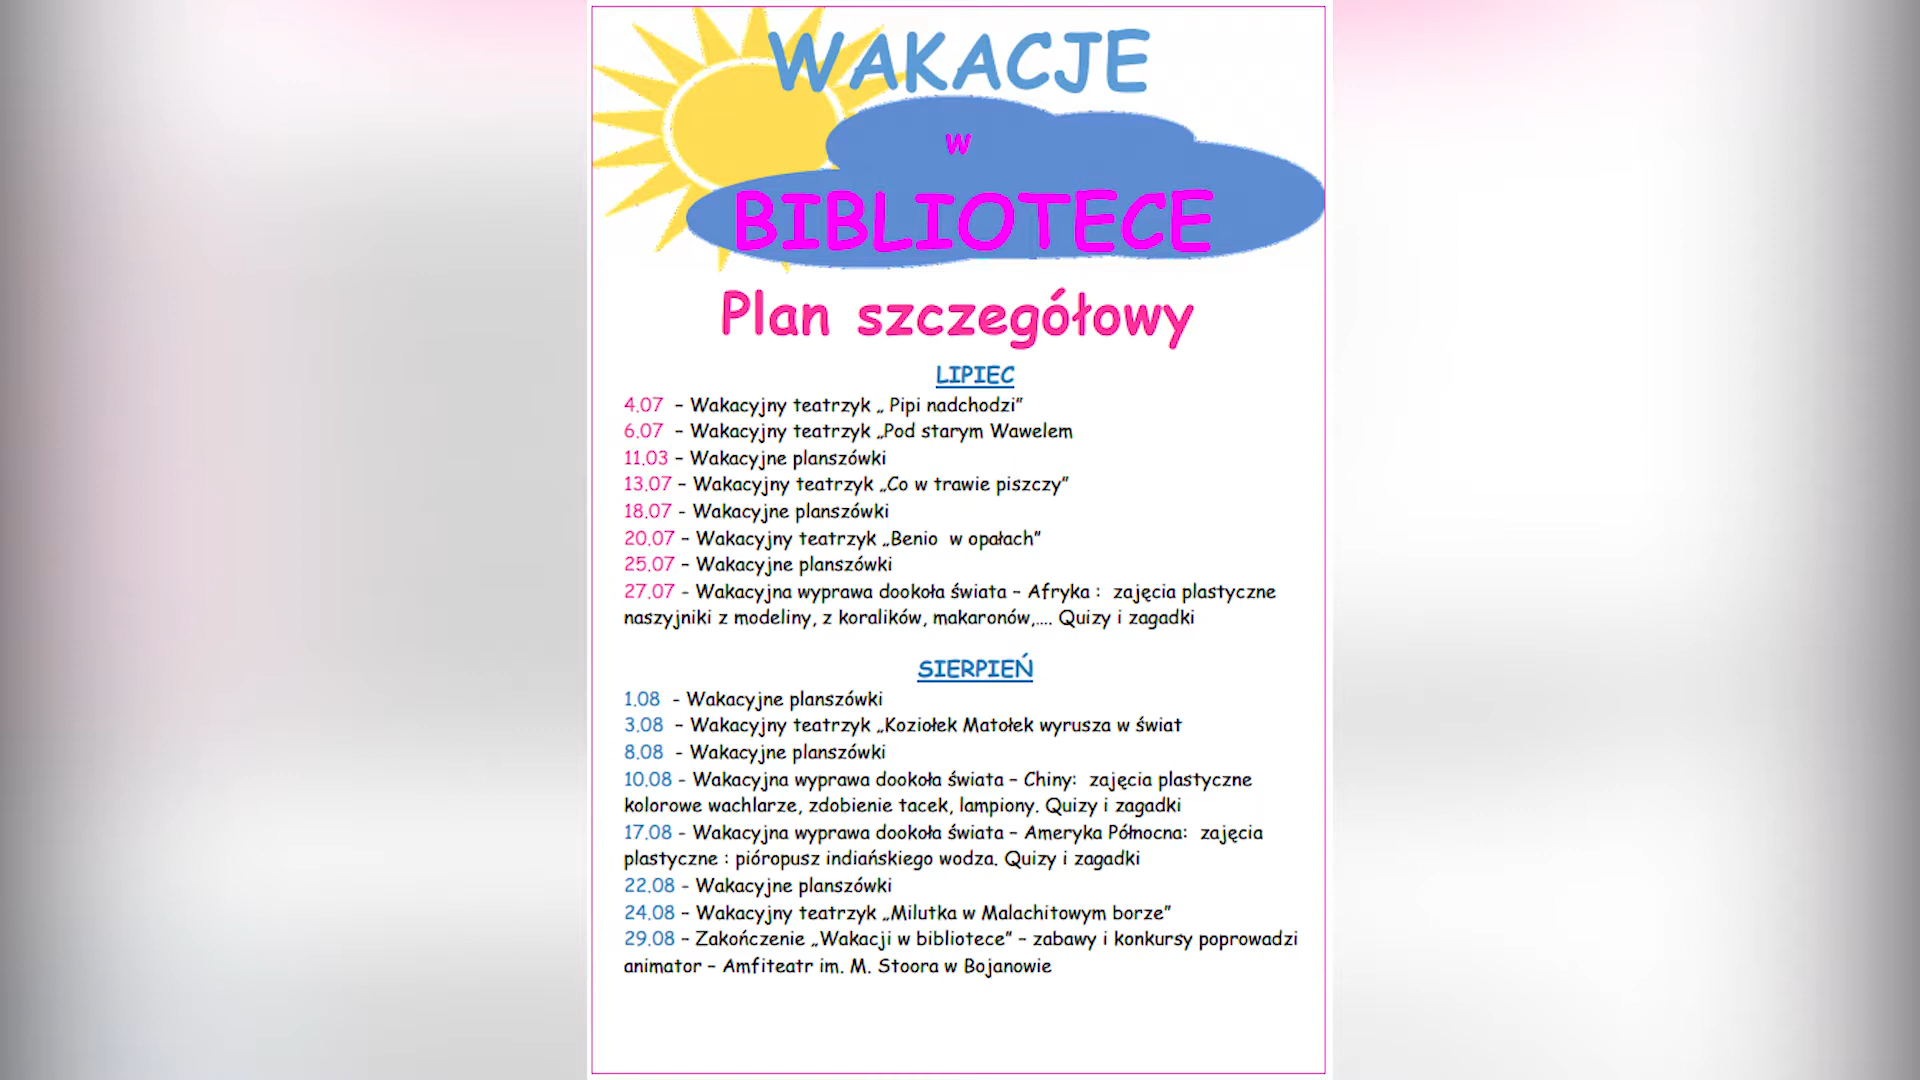 WAKACJE
w
BIBLIOTECE
Plan szczegółowy
LIPIEC
4.07 – Wakacyjny teatrzyk „ Pipi nadchodzi”
6.07 – Wakacyjny teatrzyk „Pod starym Wawelem
11.03 – Wakacyjne planszówki
13.07 – Wakacyjny teatrzyk „Co w trawie piszczy”
18.07 - Wakacyjne planszówki
20.07 – Wakacyjny teatrzyk „Benio w opałach”
25.07 – Wakacyjne planszówki
27.07 - Wakacyjna wyprawa dookoła świata – Afryka : zajęcia plastyczne
naszyjniki z modeliny, z koralików, makaronów,.... Quizy i zagadki
SIERPIEŃ
1.08 - Wakacyjne planszówki
3.08 – Wakacyjny teatrzyk „Koziołek Matołek wyrusza w świat
8.08 - Wakacyjne planszówki
10.08 - Wakacyjna wyprawa dookoła świata – Chiny: zajęcia plastyczne
kolorowe wachlarze, zdobienie tacek, lampiony. Quizy i zagadki
17.08 - Wakacyjna wyprawa dookoła świata – Ameryka Północna: zajęcia
plastyczne : pióropusz indiańskiego wodza. Quizy i zagadki
22.08 - Wakacyjne planszówki
24.08 – Wakacyjny teatrzyk „Milutka w Malachitowym borze”
29.08 – Zakończenie „Wakacji w bibliotece” – zabawy i konkursy poprowadzi
animator – Amfiteatr im. M. Stoora w Bojanowie